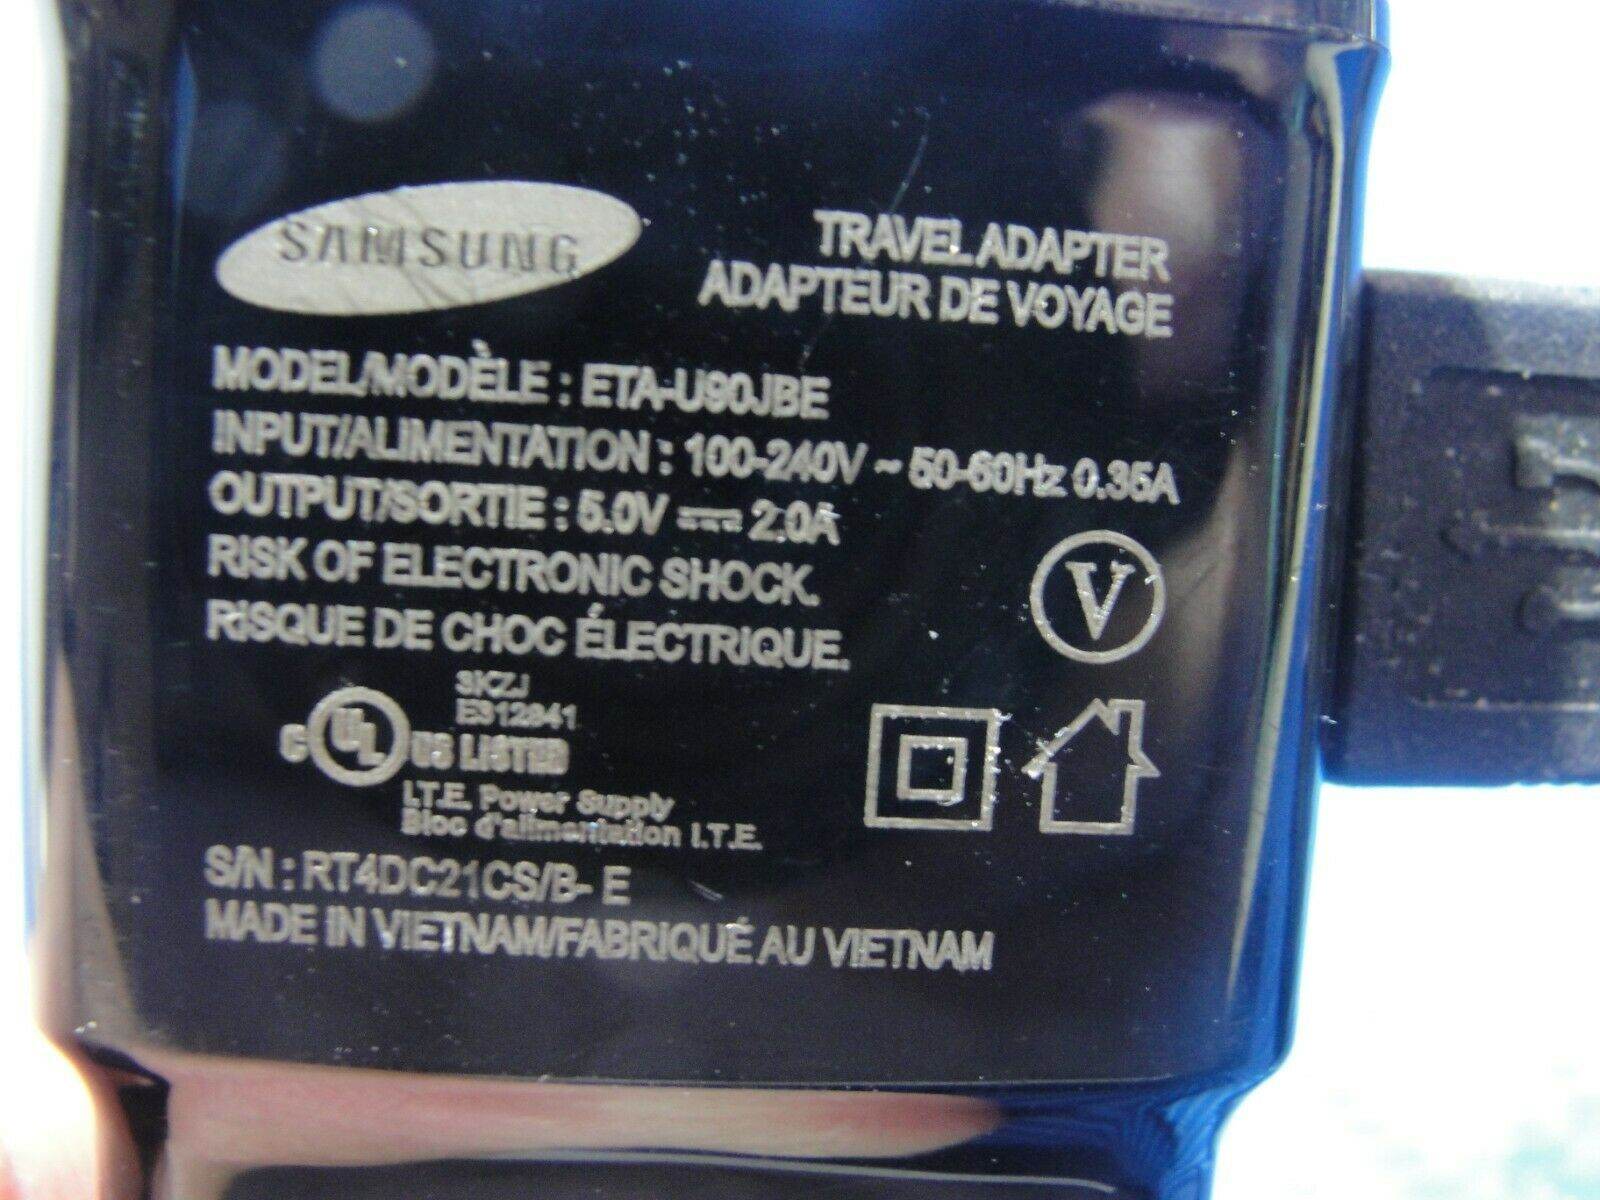 SAMSUNG
TRAVEL ADAPTER
ADAPTEUR DE VOYAGE
MODEL/MODÈLE : ETA-U90JBE
INPUT/ALIMENTATION : 100-240V ~ 50-60Hz 0.35A
OUTPUT/SORTIE : 5.0V ⎓ 2.0A
RISK OF ELECTRONIC SHOCK.
RISQUE DE CHOC ÉLECTRIQUE.
V
3KZJ
E312841
C UL US LISTED
I.T.E. Power Supply
Bloc d'alimentation I.T.E.
S/N : RT4DC21CS/B- E
MADE IN VIETNAM/FABRIQUÉ AU VIETNAM